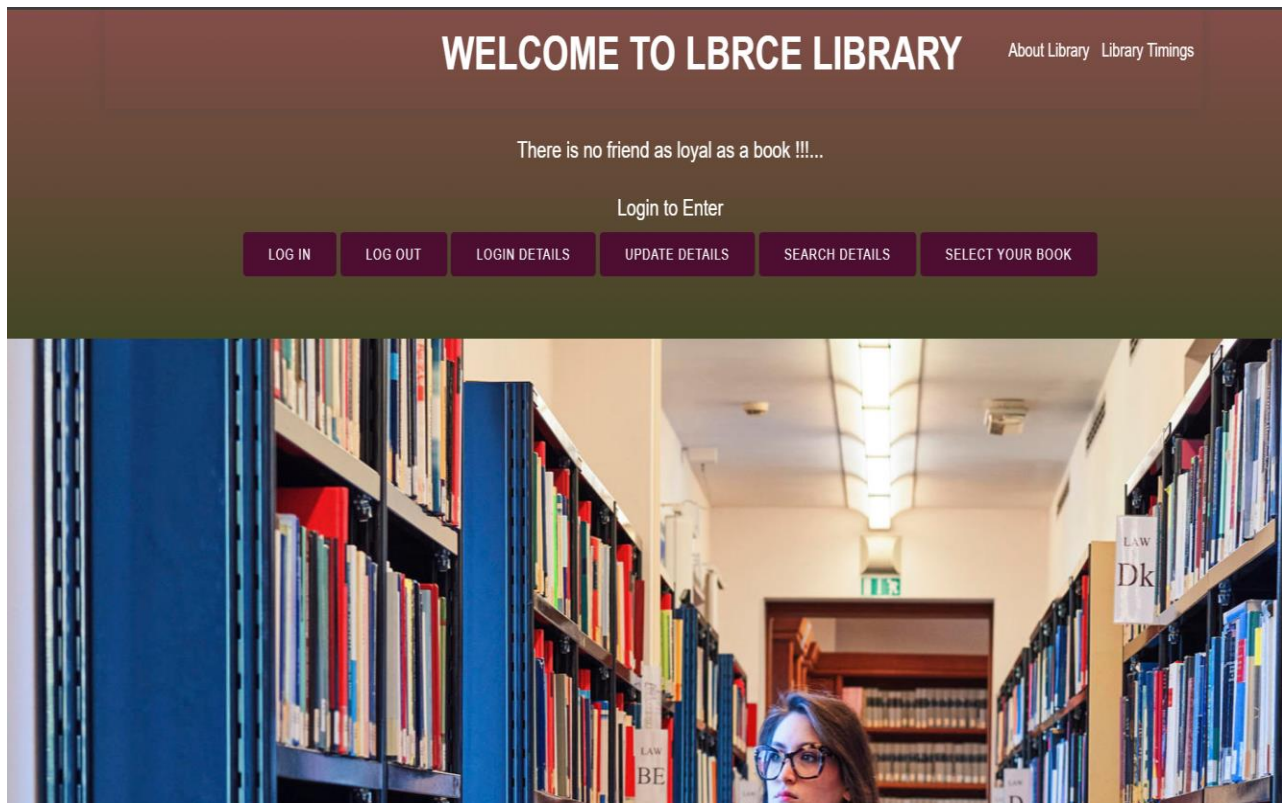 WELCOME TO LBRCE LIBRARY
About Library Library Timings
There is no friend as loyal as a book !!!...
Login to Enter
LOG IN
LOG OUT
LOGIN DETAILS
UPDATE DETAILS
SEARCH DETAILS
SELECT YOUR BOOK
LAW
Dk
LAW
BE
LAW
D